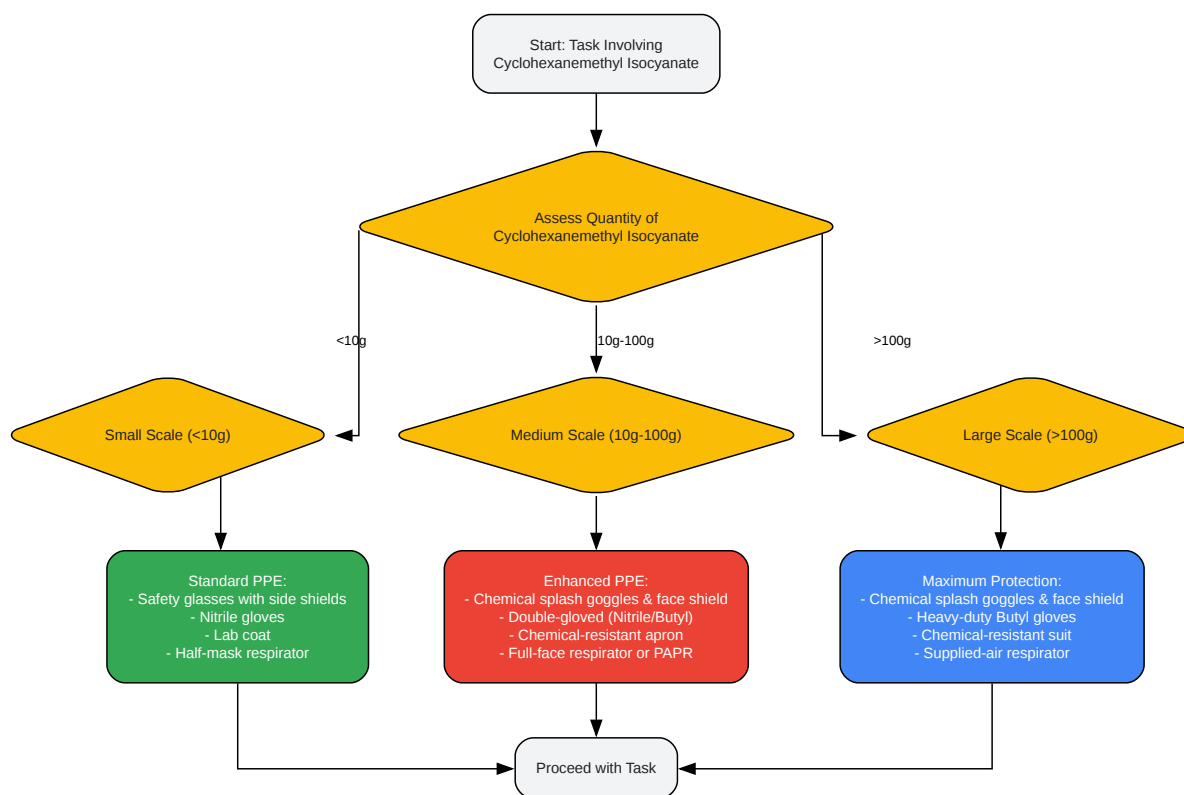 Start: Task Involving
Cyclohexanemethyl Isocyanate
Assess Quantity of
Cyclohexanemethyl Isocyanate
<10g
10g-100g
>100g
Small Scale (<10g)
Medium Scale (10g-100g)
Large Scale (>100g)
Standard PPE:
- Safety glasses with side shields
- Nitrile gloves
- Lab coat
- Half-mask respirator
Enhanced PPE:
- Chemical splash goggles & face shield
- Double-gloved (Nitrile/Butyl)
- Chemical-resistant apron
- Full-face respirator or PAPR
Maximum Protection:
- Chemical splash goggles & face shield
- Heavy-duty Butyl gloves
- Chemical-resistant suit
- Supplied-air respirator
Proceed with Task